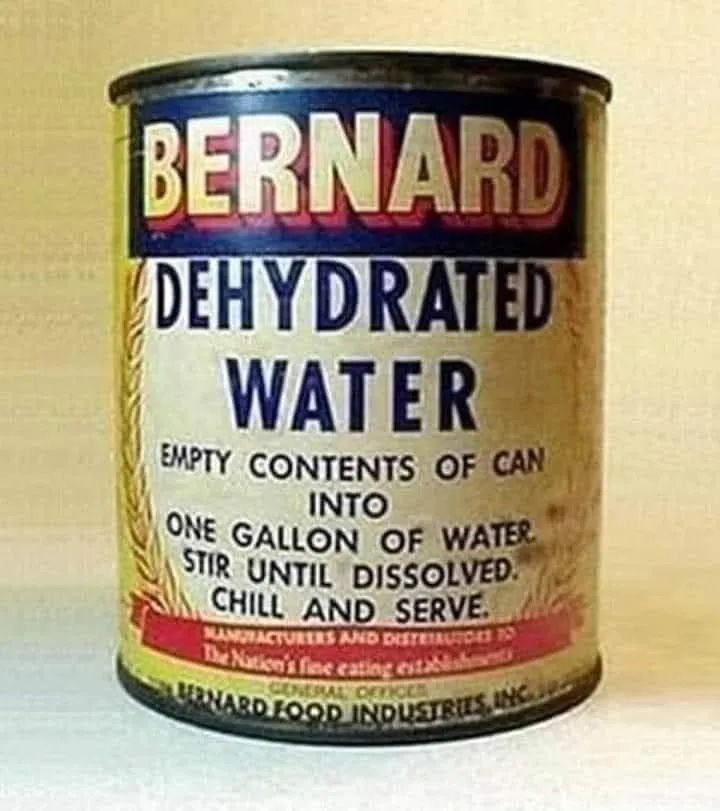 BERNARD
DEHYDRATED
WATER
EMPTY CONTENTS OF CAN
INTO
ONE GALLON OF WATER.
STIR UNTIL DISSOLVED.
CHILL AND SERVE.
MANUFACTURERS AND DISTRIBUTORS TO
The Nation's fine eating establishments
GENERAL OFFICES
BERNARD FOOD INDUSTRIES, INC.